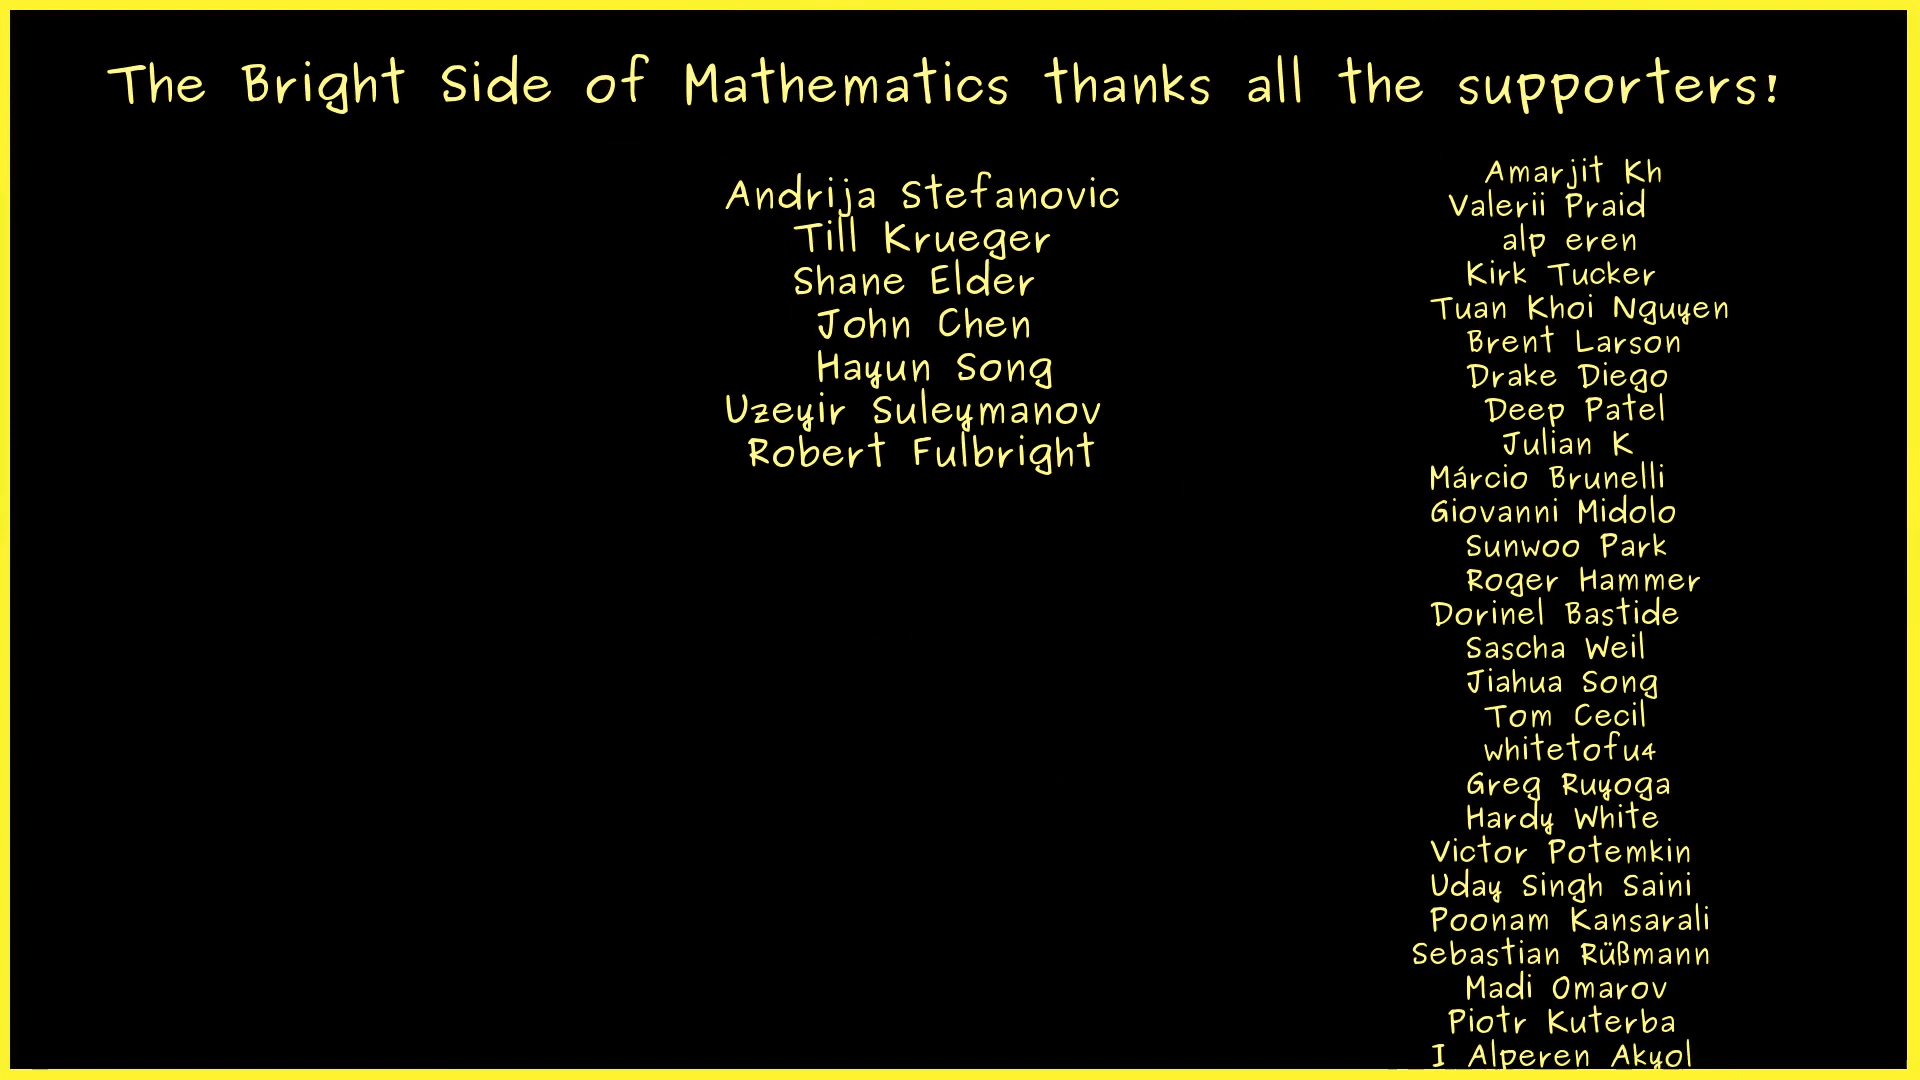 The Bright Side of Mathematics thanks all the supporters!
Andrija Stefanovic
Till Krueger
Shane Elder
John Chen
Hayun Song
Uzeyir Suleymanov
Robert Fulbright
Amarjit Kh
Valerii Praid
alp eren
Kirk Tucker
Tuan Khoi Nguyen
Brent Larson
Drake Diego
Deep Patel
Julian K
Márcio Brunelli
Giovanni Midolo
Sunwoo Park
Roger Hammer
Dorinel Bastide
Sascha Weil
Jiahua Song
Tom Cecil
whitetofu4
Greg Ruyoga
Hardy White
Victor Potemkin
Uday Singh Saini
Poonam Kansarali
Sebastian Rüßmann
Madi Omarov
Piotr Kuterba
I Alperen Akyol